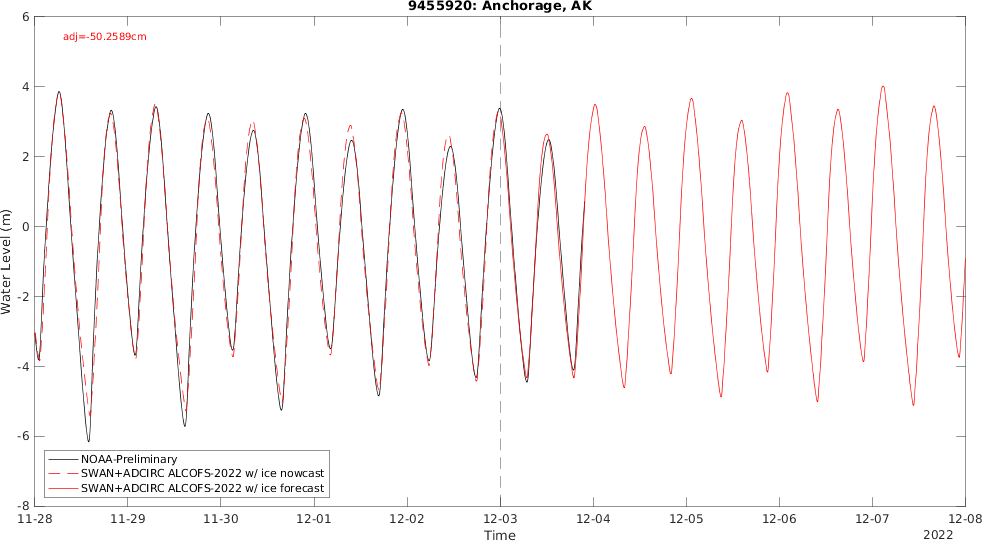 9455920: Anchorage, AK
adj=-50.2589cm
Water Level (m)
6
4
2
0
-2
-4
-6
-8
NOAA-Preliminary
SWAN+ADCIRC ALCOFS-2022 w/ ice nowcast
SWAN+ADCIRC ALCOFS-2022 w/ ice forecast
11-28 11-29 11-30 12-01 12-02 12-03 12-04 12-05 12-06 12-07 12-08
Time
2022